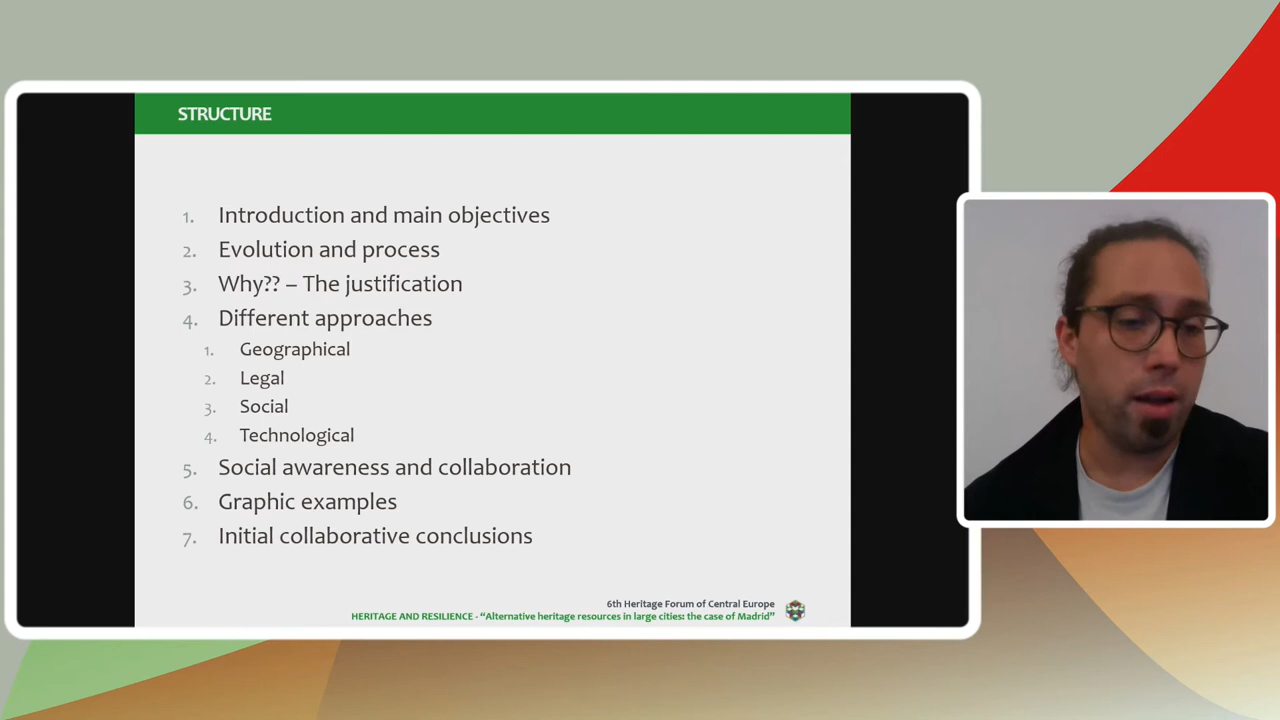 STRUCTURE
1. Introduction and main objectives
2. Evolution and process
3. Why?? – The justification
4. Different approaches
1. Geographical
2. Legal
3. Social
4. Technological
5. Social awareness and collaboration
6. Graphic examples
7. Initial collaborative conclusions
6th Heritage Forum of Central Europe
HERITAGE AND RESILIENCE - “Alternative heritage resources in large cities: the case of Madrid”